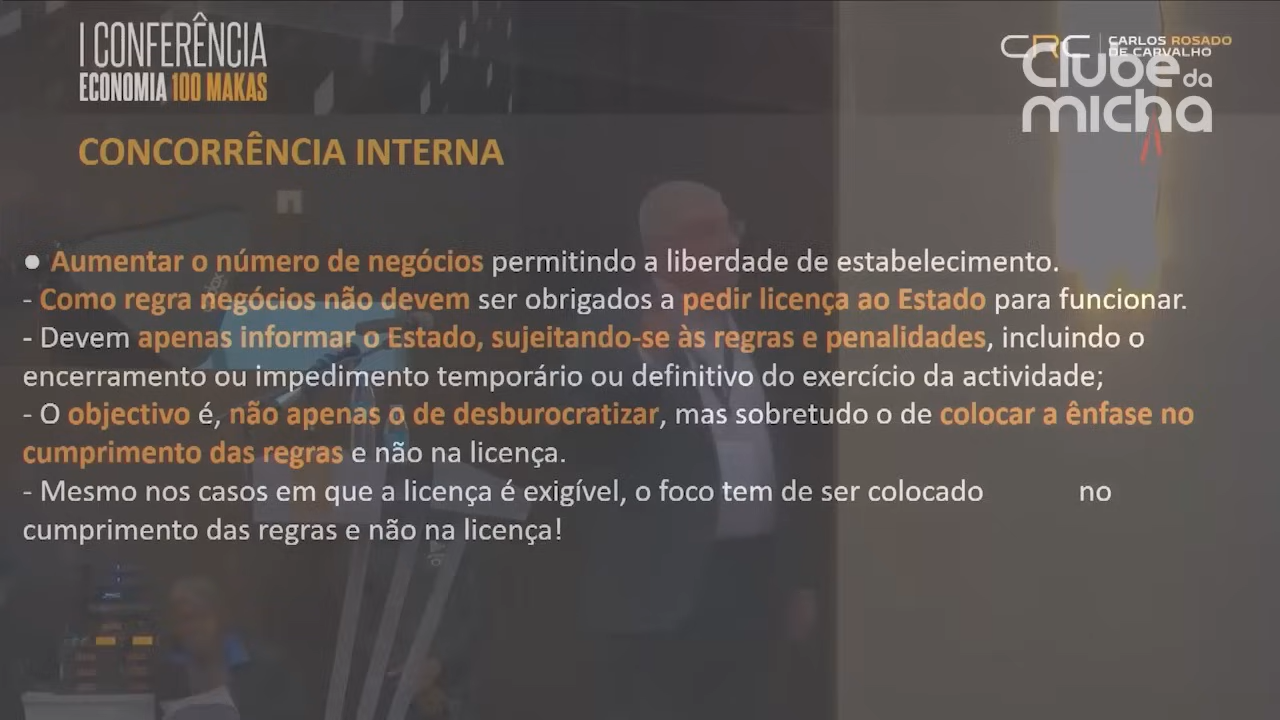 I CONFERÊNCIA
ECONOMIA 100 MAKAS
CRC CARLOS ROSADO
DE CARVALHO
Clube da
micha
CONCORRÊNCIA INTERNA
● Aumentar o número de negócios permitindo a liberdade de estabelecimento.
- Como regra negócios não devem ser obrigados a pedir licença ao Estado para funcionar.
- Devem apenas informar o Estado, sujeitando-se às regras e penalidades, incluindo o
encerramento ou impedimento temporário ou definitivo do exercício da actividade;
- O objectivo é, não apenas o de desburocratizar, mas sobretudo o de colocar a ênfase no
cumprimento das regras e não na licença.
- Mesmo nos casos em que a licença é exigível, o foco tem de ser colocado no
cumprimento das regras e não na licença!